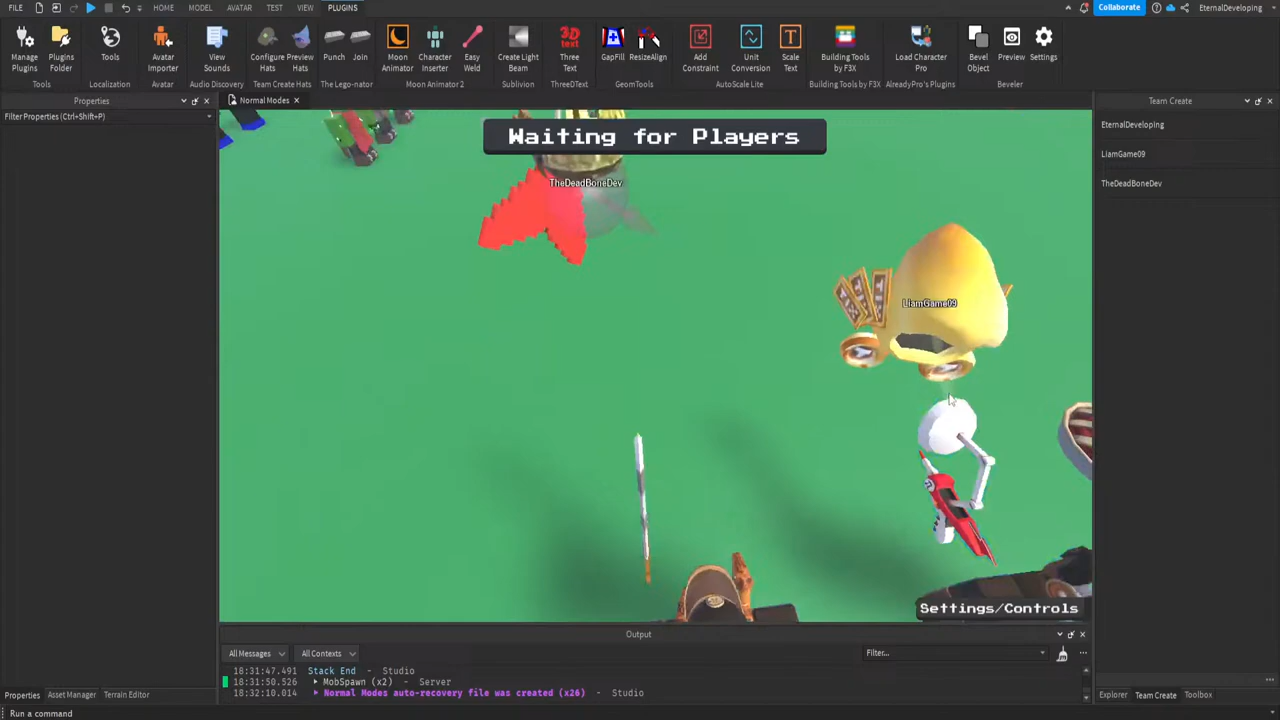 FILE HOME MODEL AVATAR TEST VIEW PLUGINS Collaborate EternalDeveloping
Manage Plugins
Plugins Folder
Tools
Avatar Importer
View Sounds
Configure Hats
Preview Hats
Punch
Join
Moon Animator
Character Inserter
Easy Weld
Create Light Beam
Three Text
GapFill
ResizeAlign
Add Constraint
Unit Conversion
Scale Text
Building Tools by F3X
Load Character Pro
Bevel Object
Preview
Settings
Tools Localization Avatar Audio Discovery Team Create Hats The Lego-nator Moon Animator 2 Sublivion ThreeDText GeomTools AutoScale Lite Building Tools by F3X AlreadyPro's Plugins Beveler
Properties
Normal Modes
Team Create
Filter Properties (Ctrl+Shift+P)
Waiting for Players
EternalDeveloping
LiamGame09
TheDeadBoneDev
TheDeadBoneDev
LiamGame09
Settings/Controls
Output
All Messages All Contexts Filter...
18:31:47.491 Stack End - Studio
18:31:50.526 MobSpawn (x2) - Server
18:32:10.014 Normal Modes auto-recovery file was created (x26) - Studio
Properties Asset Manager Terrain Editor
Explorer Team Create Toolbox
Run a command